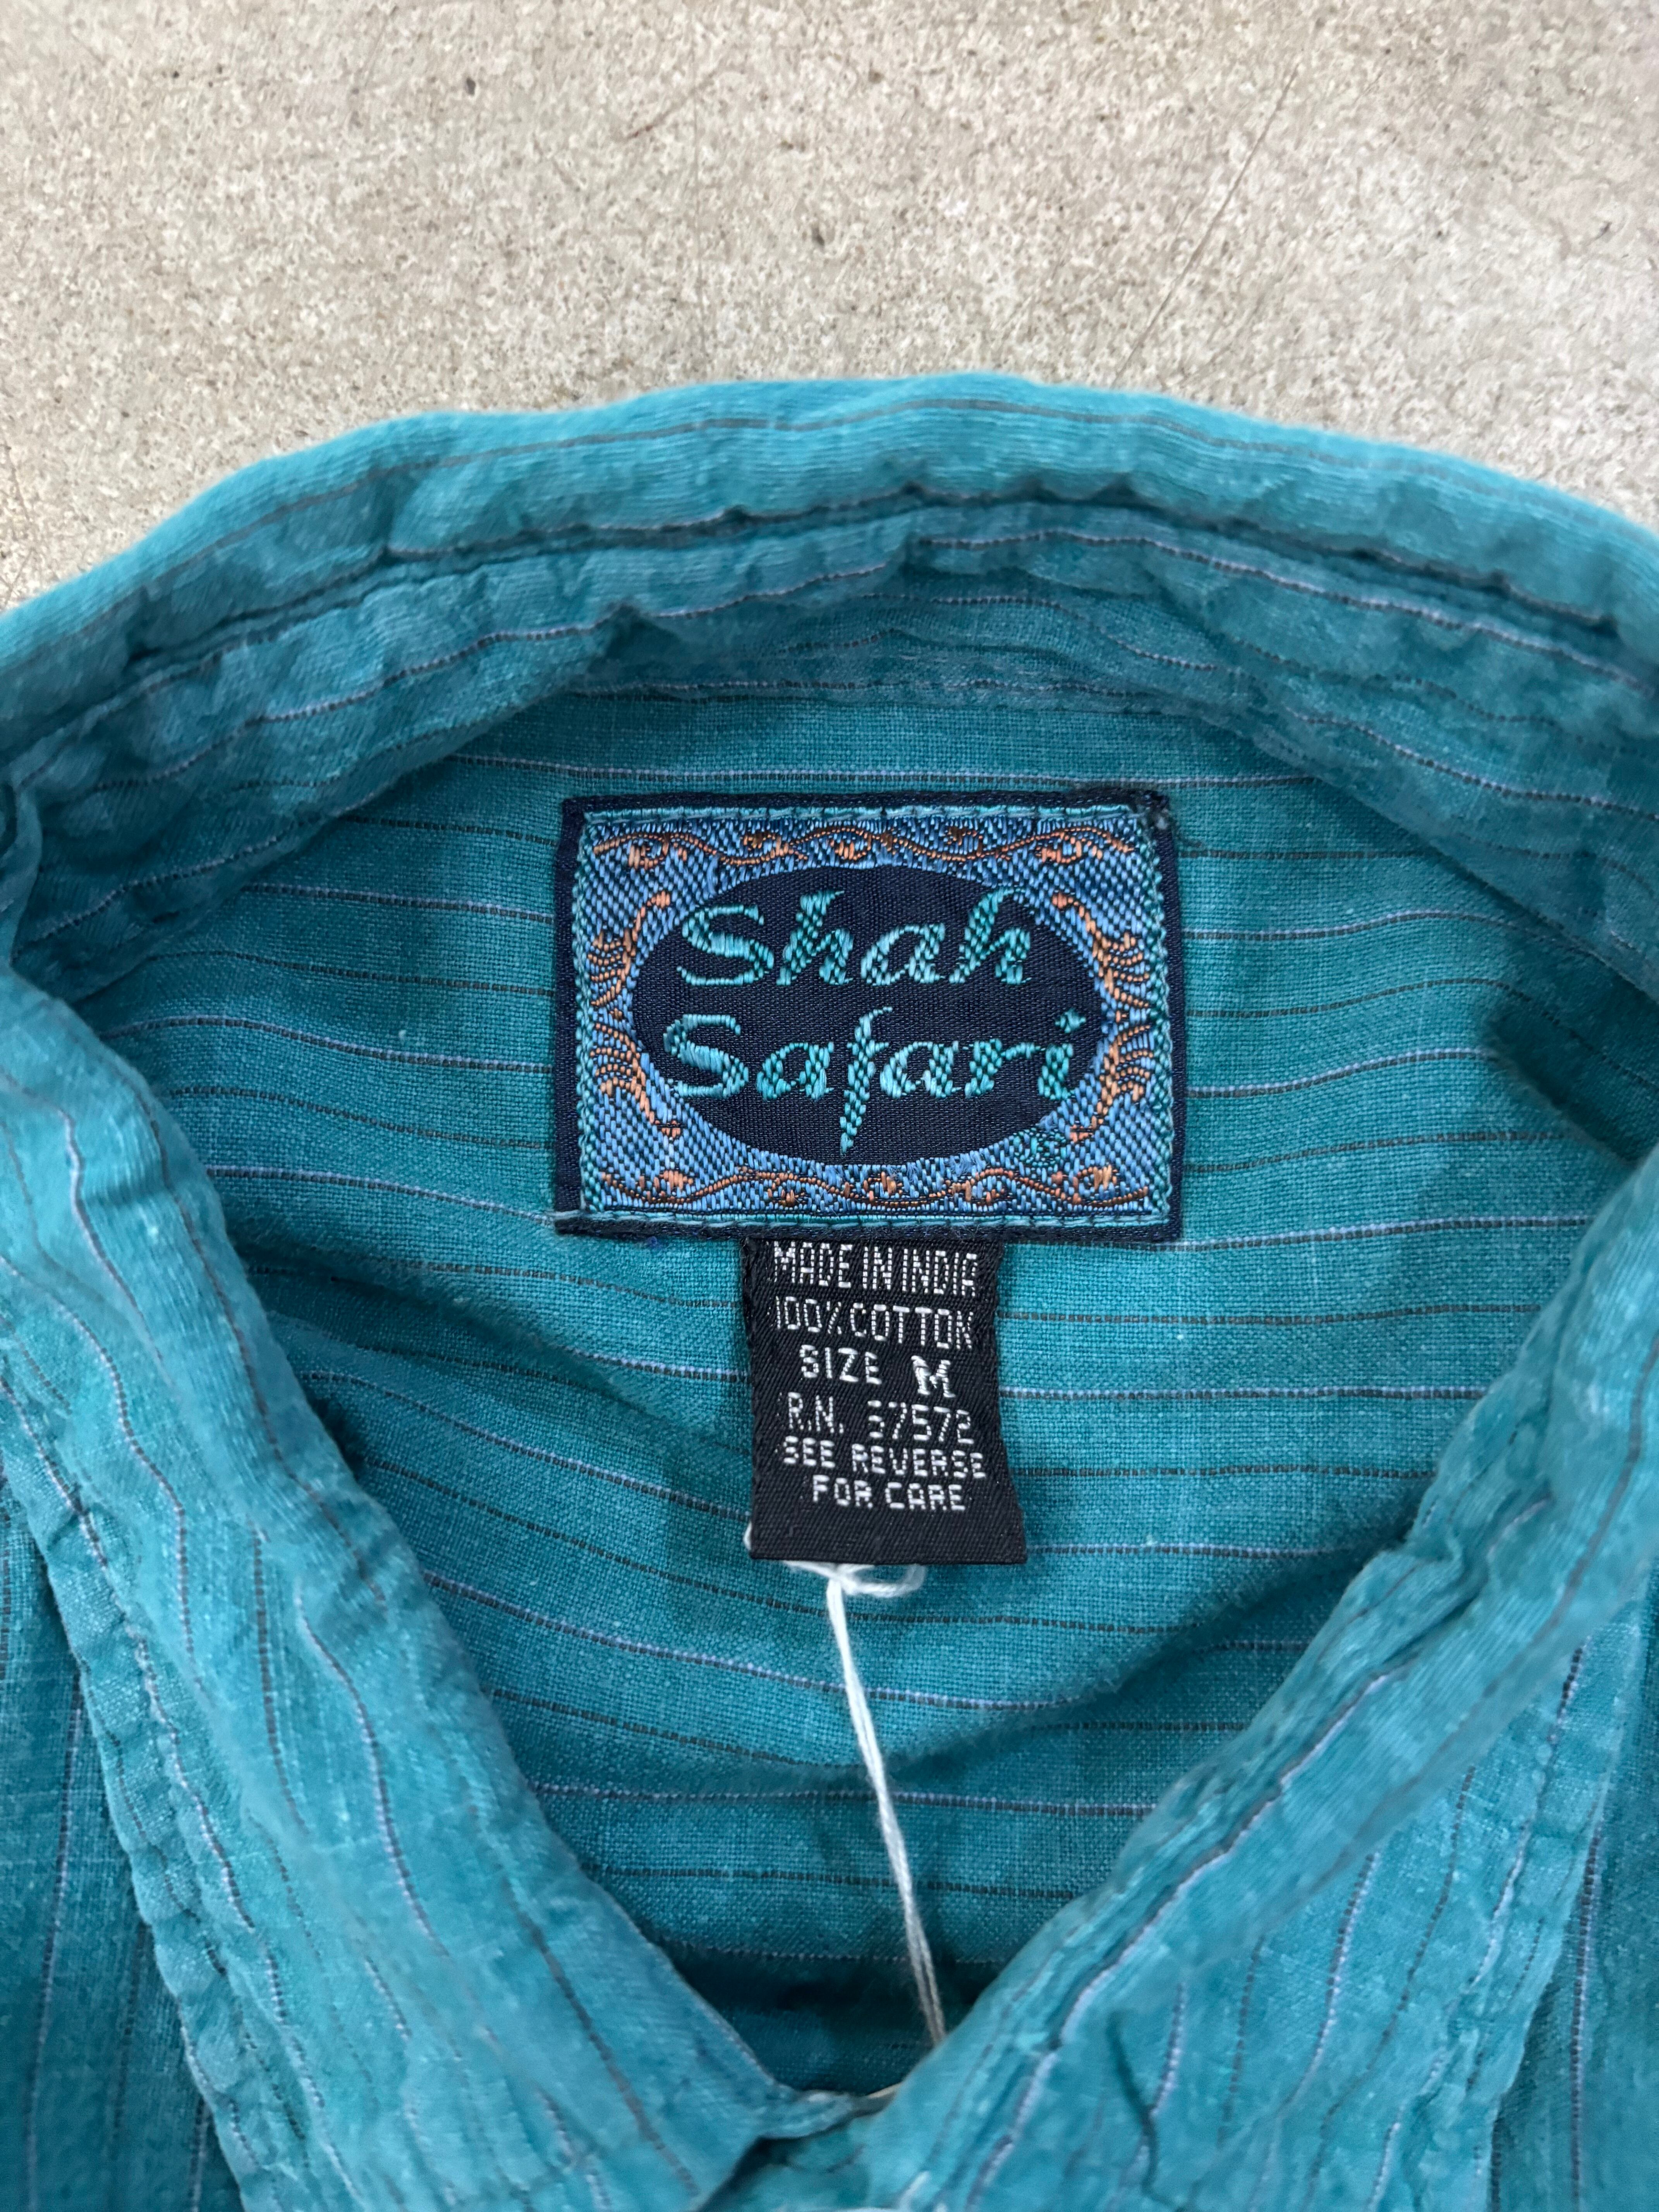 Shah
Safari
MADE IN INDIA
100% COTTON
SIZE M
R.N. 57572
SEE REVERSE
FOR CARE